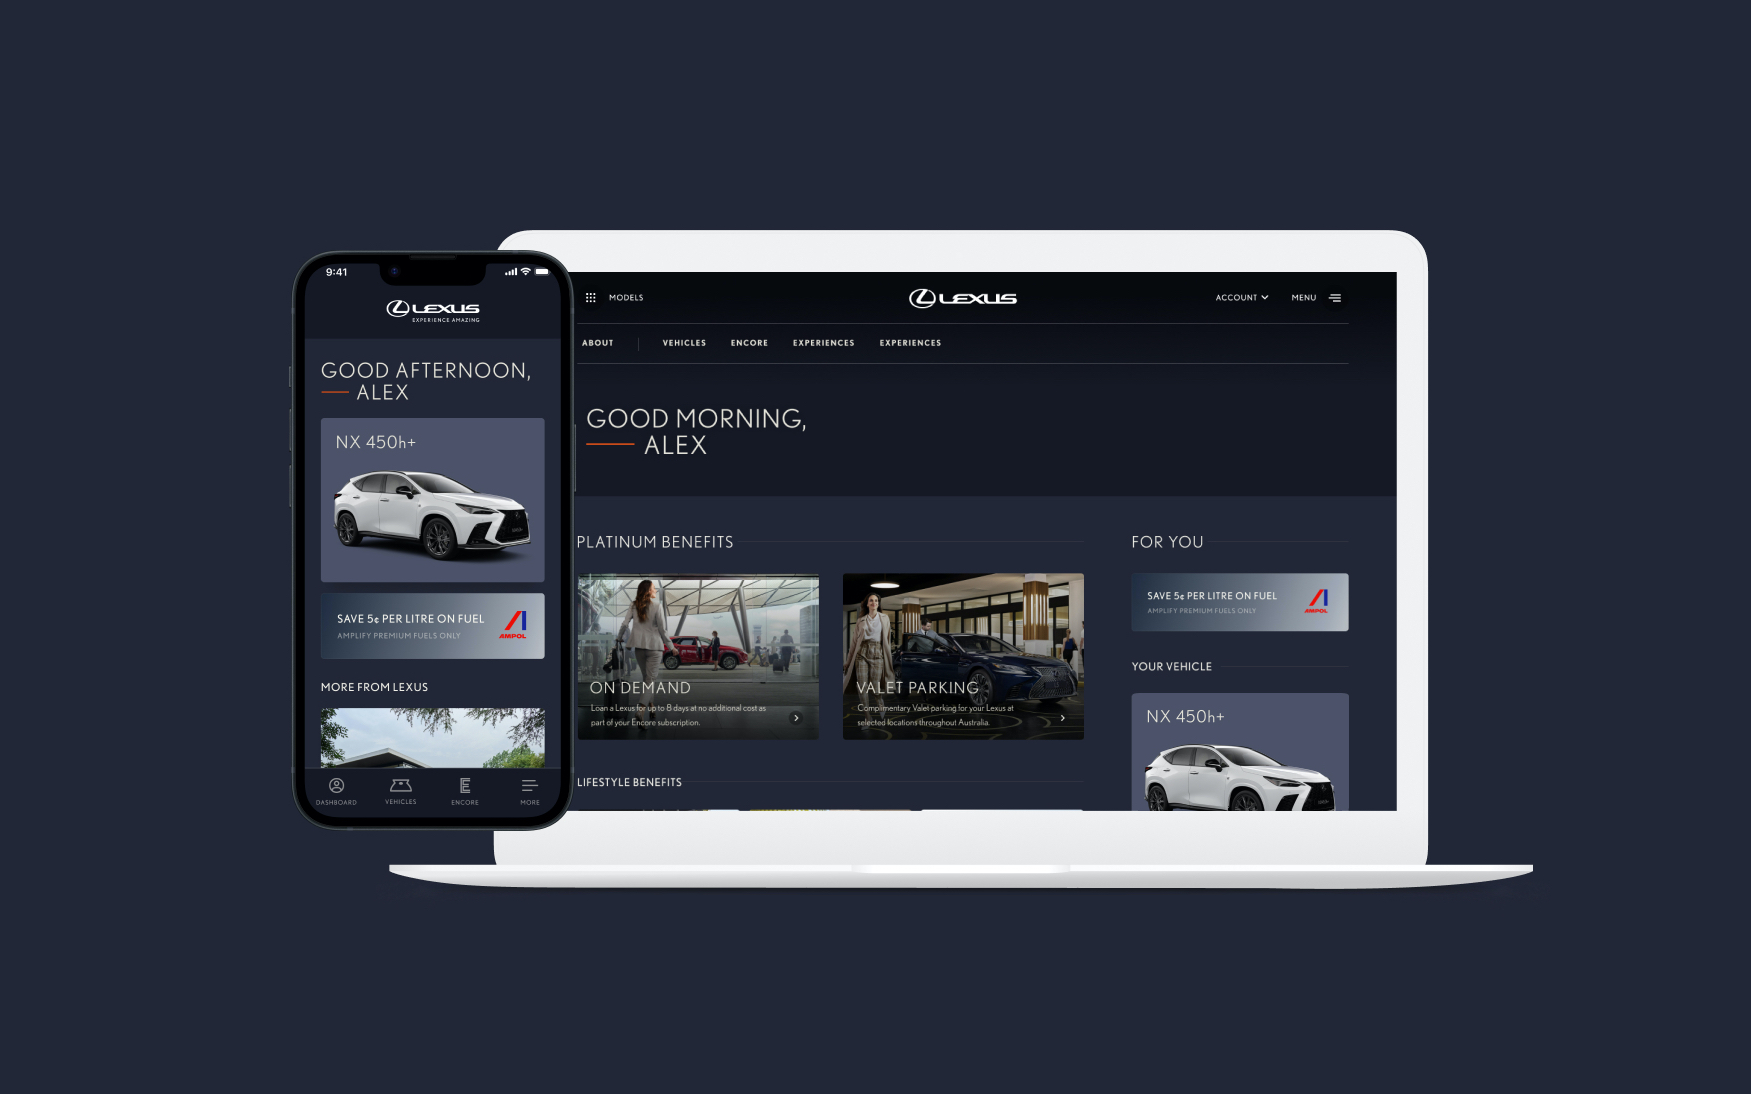 9:41
LEXUS
EXPERIENCE AMAZING
GOOD AFTERNOON,
ALEX
NX 450h+
SAVE 5¢ PER LITRE ON FUEL
AMPLIFY PREMIUM FUELS ONLY
AMPOL
MORE FROM LEXUS
DASHBOARD
VEHICLES
ENCORE
MORE
MODELS
LEXUS
ACCOUNT
MENU
ABOUT
VEHICLES
ENCORE
EXPERIENCES
EXPERIENCES
GOOD MORNING,
ALEX
PLATINUM BENEFITS
ON DEMAND
Loan a Lexus for up to 8 days at no additional cost as
part of your Encore subscription.
VALET PARKING
Complimentary Valet parking for your Lexus at
selected locations throughout Australia.
LIFESTYLE BENEFITS
FOR YOU
SAVE 5¢ PER LITRE ON FUEL
AMPLIFY PREMIUM FUELS ONLY
AMPOL
YOUR VEHICLE
NX 450h+